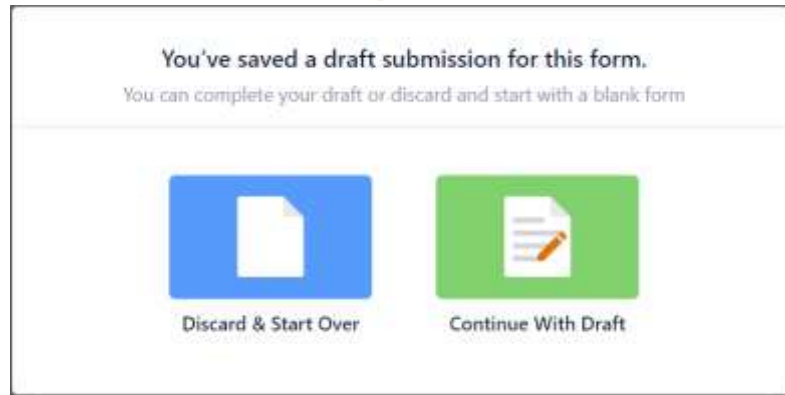 You've saved a draft submission for this form.
You can complete your draft or discard and start with a blank form
Discard & Start Over
Continue With Draft